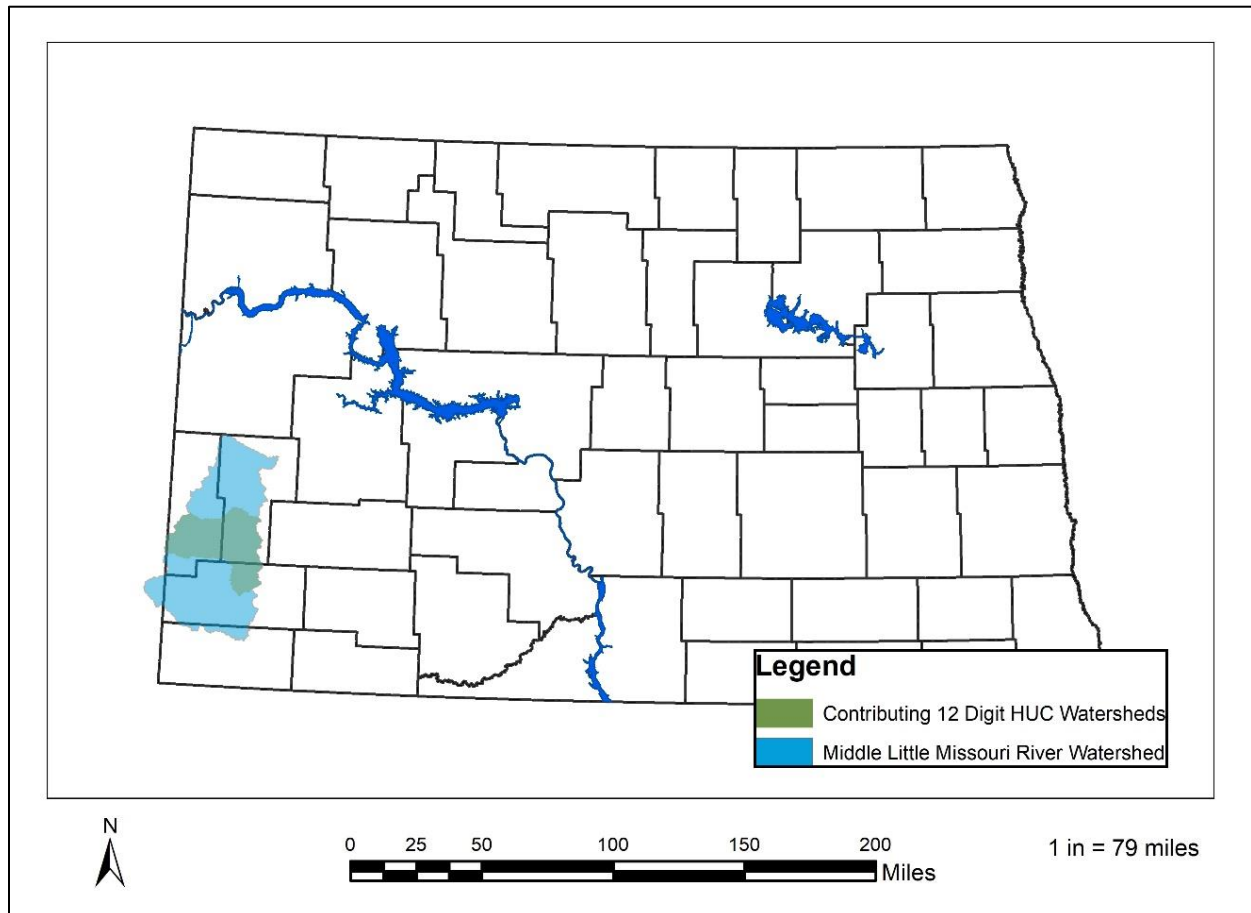 Legend
Contributing 12 Digit HUC Watersheds
Middle Little Missouri River Watershed
N
0 25 50 100 150 200
Miles
1 in = 79 miles